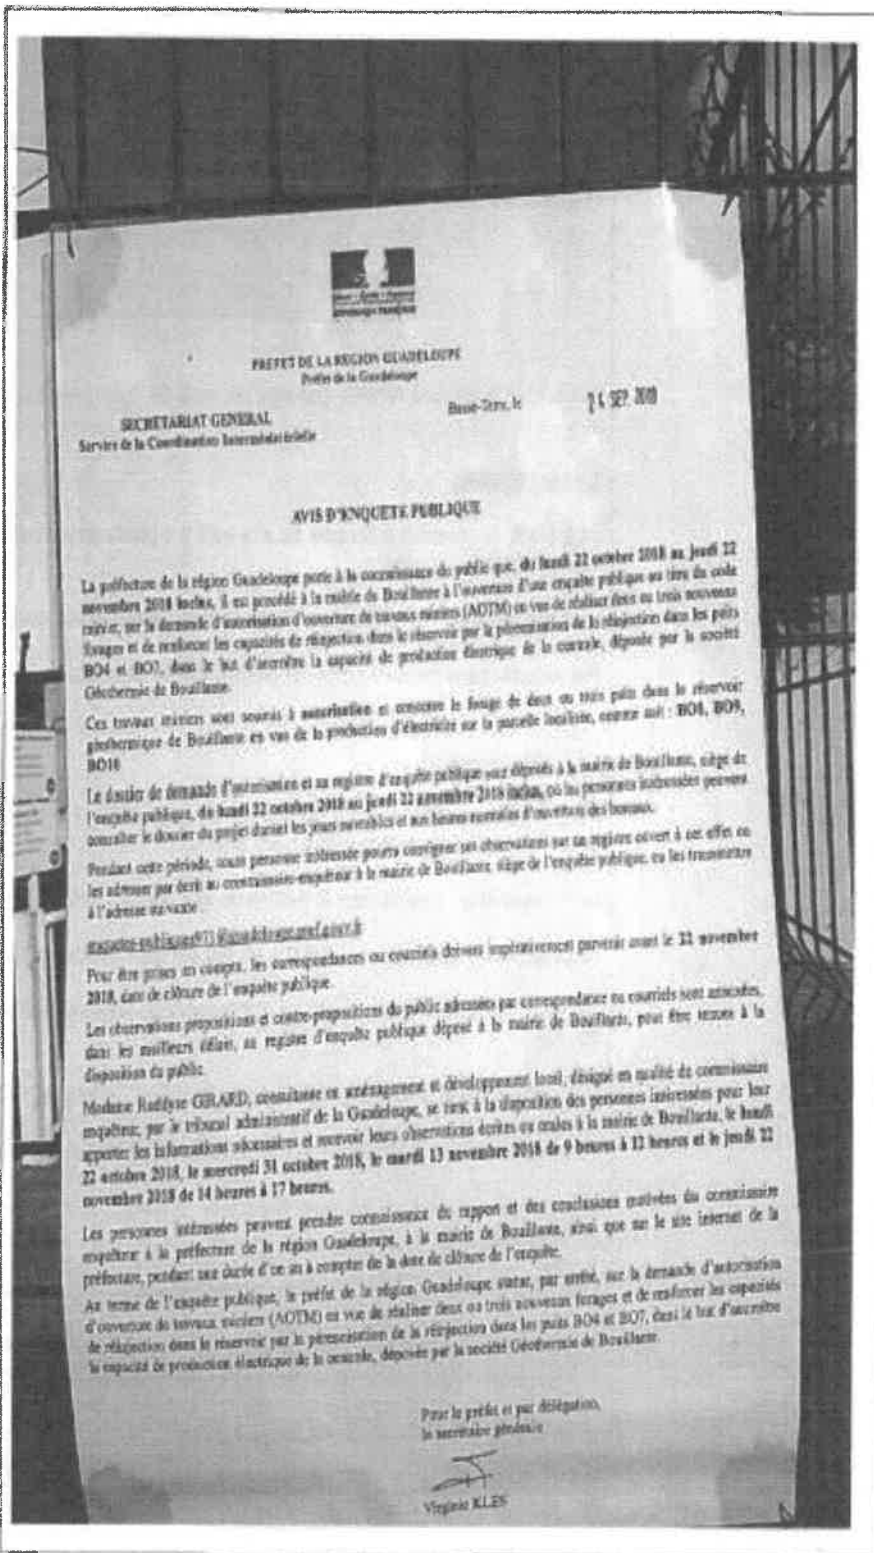 PREFET DE LA REGION GUADELOUPE
Préfet de la Guadeloupe
SECRETARIAT GENERAL
Service de la Coordination Interministérielle
Basse-Terre, le
SEP. 2018
AVIS D'ENQUETE PUBLIQUE
La préfecture de la région Guadeloupe porte à la connaissance du public que, du lundi 22 octobre 2018 au jeudi 22
novembre 2018 inclus, il est procédé à la mairie de Bouillante à l'ouverture d'une enquête publique au titre du code
minier, sur la demande d'autorisation d'ouverture de travaux miniers (AOTM) en vue de réaliser deux ou trois nouveaux
forages et de renforcer les capacités de réinjection dans le réservoir par la pérennisation de la réinjection dans les puits
BO4 et BO7, dans le but d'accroître la capacité de production électrique de la centrale, déposée par la société
Géothermie de Bouillante.
Ces travaux miniers sont soumis à autorisation et concerne le forage de deux ou trois puits dans le réservoir
géothermique de Bouillante en vue de la production d'électricité sur la parcelle localisée, comme suit : BO8, BO9,
BO10
Le dossier de demande d'autorisation et un registre d'enquête publique sont déposés à la mairie de Bouillante, siège de
l'enquête publique, du lundi 22 octobre 2018 au jeudi 22 novembre 2018 inclus, où les personnes intéressées peuvent
consulter le dossier du projet durant les jours ouvrables et aux heures normales d'ouverture des bureaux.
Pendant cette période, toute personne intéressée pourra consigner ses observations sur un registre ouvert à cet effet ou
les adresser par écrit au commissaire-enquêteur à la mairie de Bouillante, siège de l'enquête publique, ou les transmettre
à l'adresse suivante :
enquetes-publiques971@guadeloupe.pref.gouv.fr
Pour être prises en compte, les correspondances ou courriels doivent impérativement parvenir avant le 22 novembre
2018, date de clôture de l'enquête publique.
Les observations propositions et contre-propositions du public adressées par correspondance ou courriels sont annexées,
dans les meilleurs délais, au registre d'enquête publique déposé à la mairie de Bouillante, pour être tenues à la
disposition du public.
Madame GIRARD, consultante en aménagement et développement local, désigné en qualité de commissaire
enquêteur, par le tribunal administratif de la Guadeloupe, se tient à la disposition des personnes intéressées pour leur
apporter les informations nécessaires et recevoir leurs observations écrites ou orales à la mairie de Bouillante, le lundi
22 octobre 2018, le mercredi 31 octobre 2018, le mardi 13 novembre 2018 de 9 heures à 12 heures et le jeudi 22
novembre 2018 de 14 heures à 17 heures.
Les personnes intéressées peuvent prendre connaissance du rapport et des conclusions motivées du commissaire
enquêteur à la préfecture de la région Guadeloupe, à la mairie de Bouillante, ainsi que sur le site internet de la
préfecture, pendant une durée d'un an à compter de la date de clôture de l'enquête.
Au terme de l'enquête publique, le préfet de la région Guadeloupe statue, par arrêté, sur la demande d'autorisation
d'ouverture de travaux miniers (AOTM) en vue de réaliser deux ou trois nouveaux forages et de renforcer les capacités
de réinjection dans le réservoir par la pérennisation de la réinjection dans les puits BO4 et BO7, dans le but d'accroître
la capacité de production électrique de la centrale, déposée par la société Géothermie de Bouillante.
Pour le préfet et par délégation,
la secrétaire générale
Virginie KLES